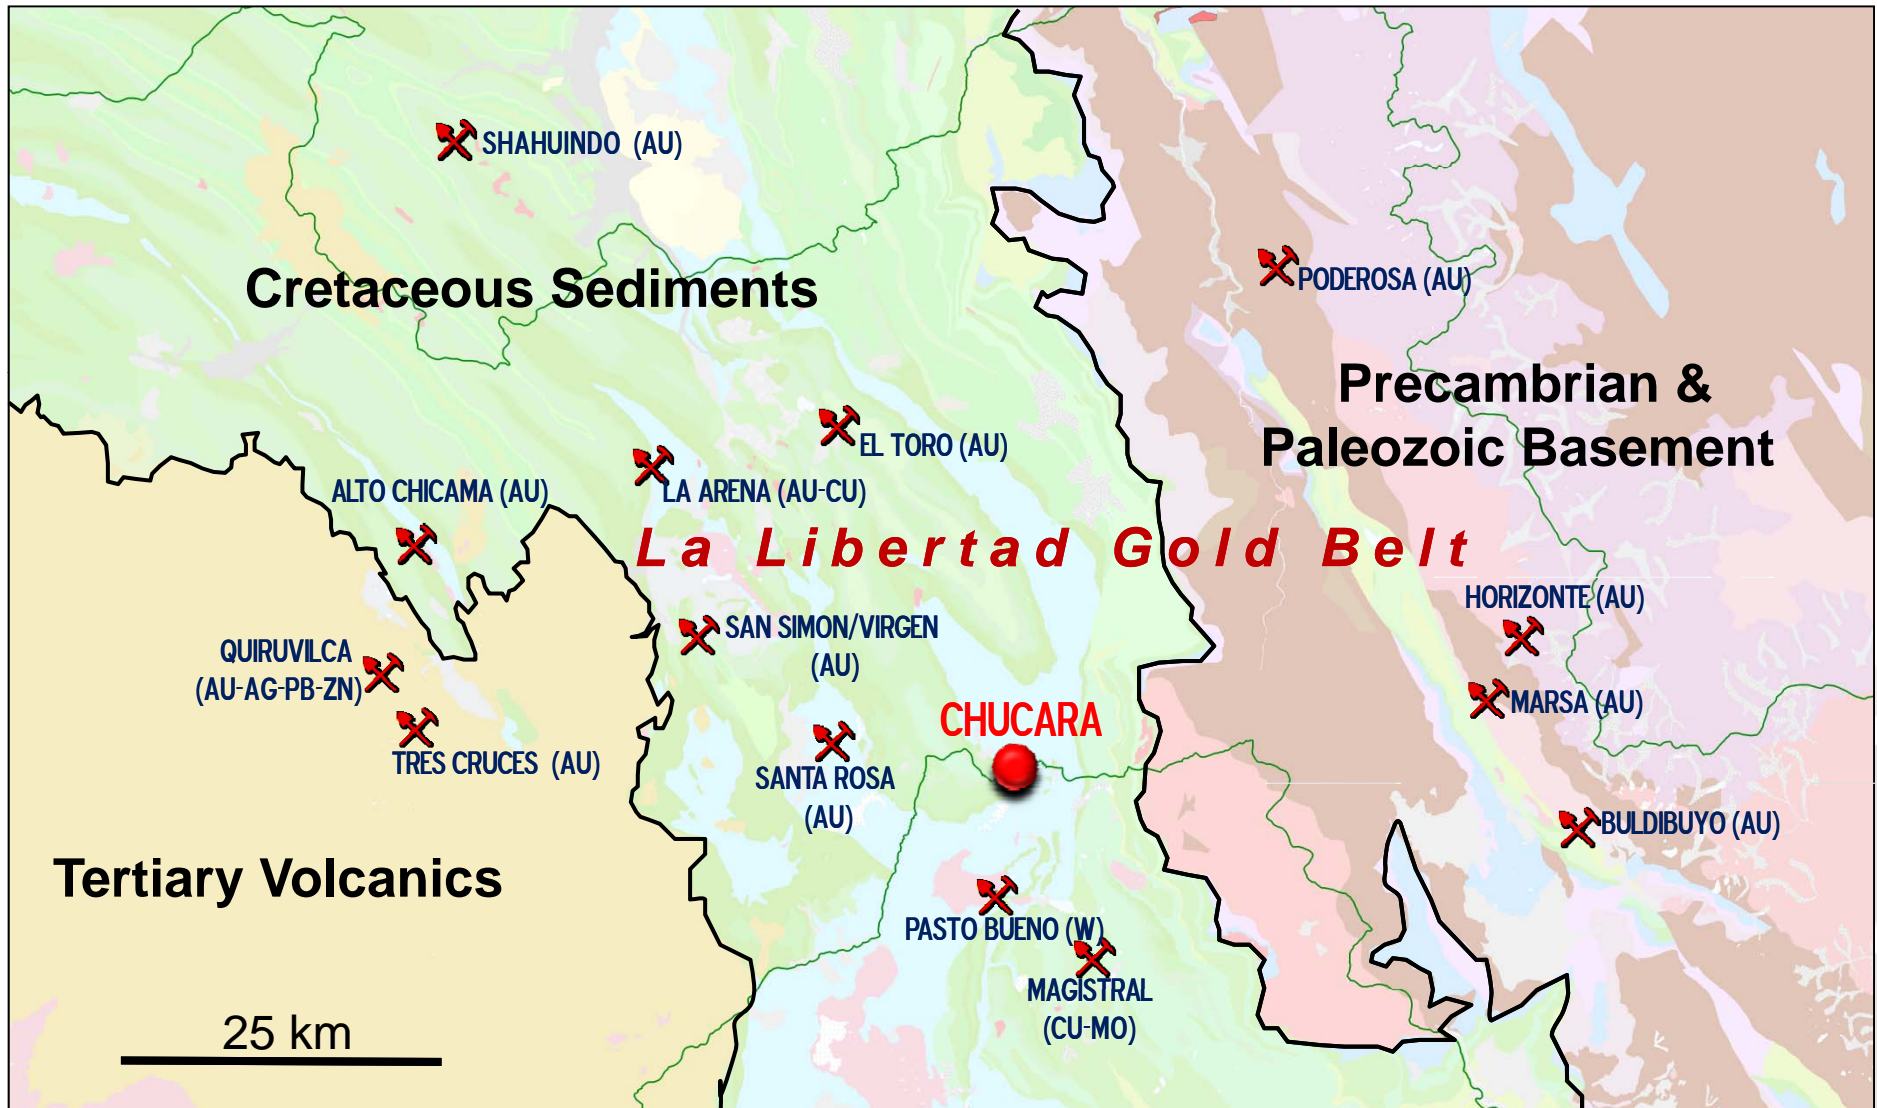 SHAHUINDO (AU)
PODEROSA (AU)
Cretaceous Sediments
Precambrian &
Paleozoic Basement
EL TORO (AU)
LA ARENA (AU-CU)
ALTO CHICAMA (AU)
La Libertad Gold Belt
HORIZONTE (AU)
SAN SIMON/VIRGEN
(AU)
QUIRUVILCA
(AU-AG-PB-ZN)
MARSA (AU)
CHUCARA
TRES CRUCES (AU)
SANTA ROSA
(AU)
BULDIBUYO (AU)
Tertiary Volcanics
PASTO BUENO (W)
MAGISTRAL
(CU-MO)
25 km